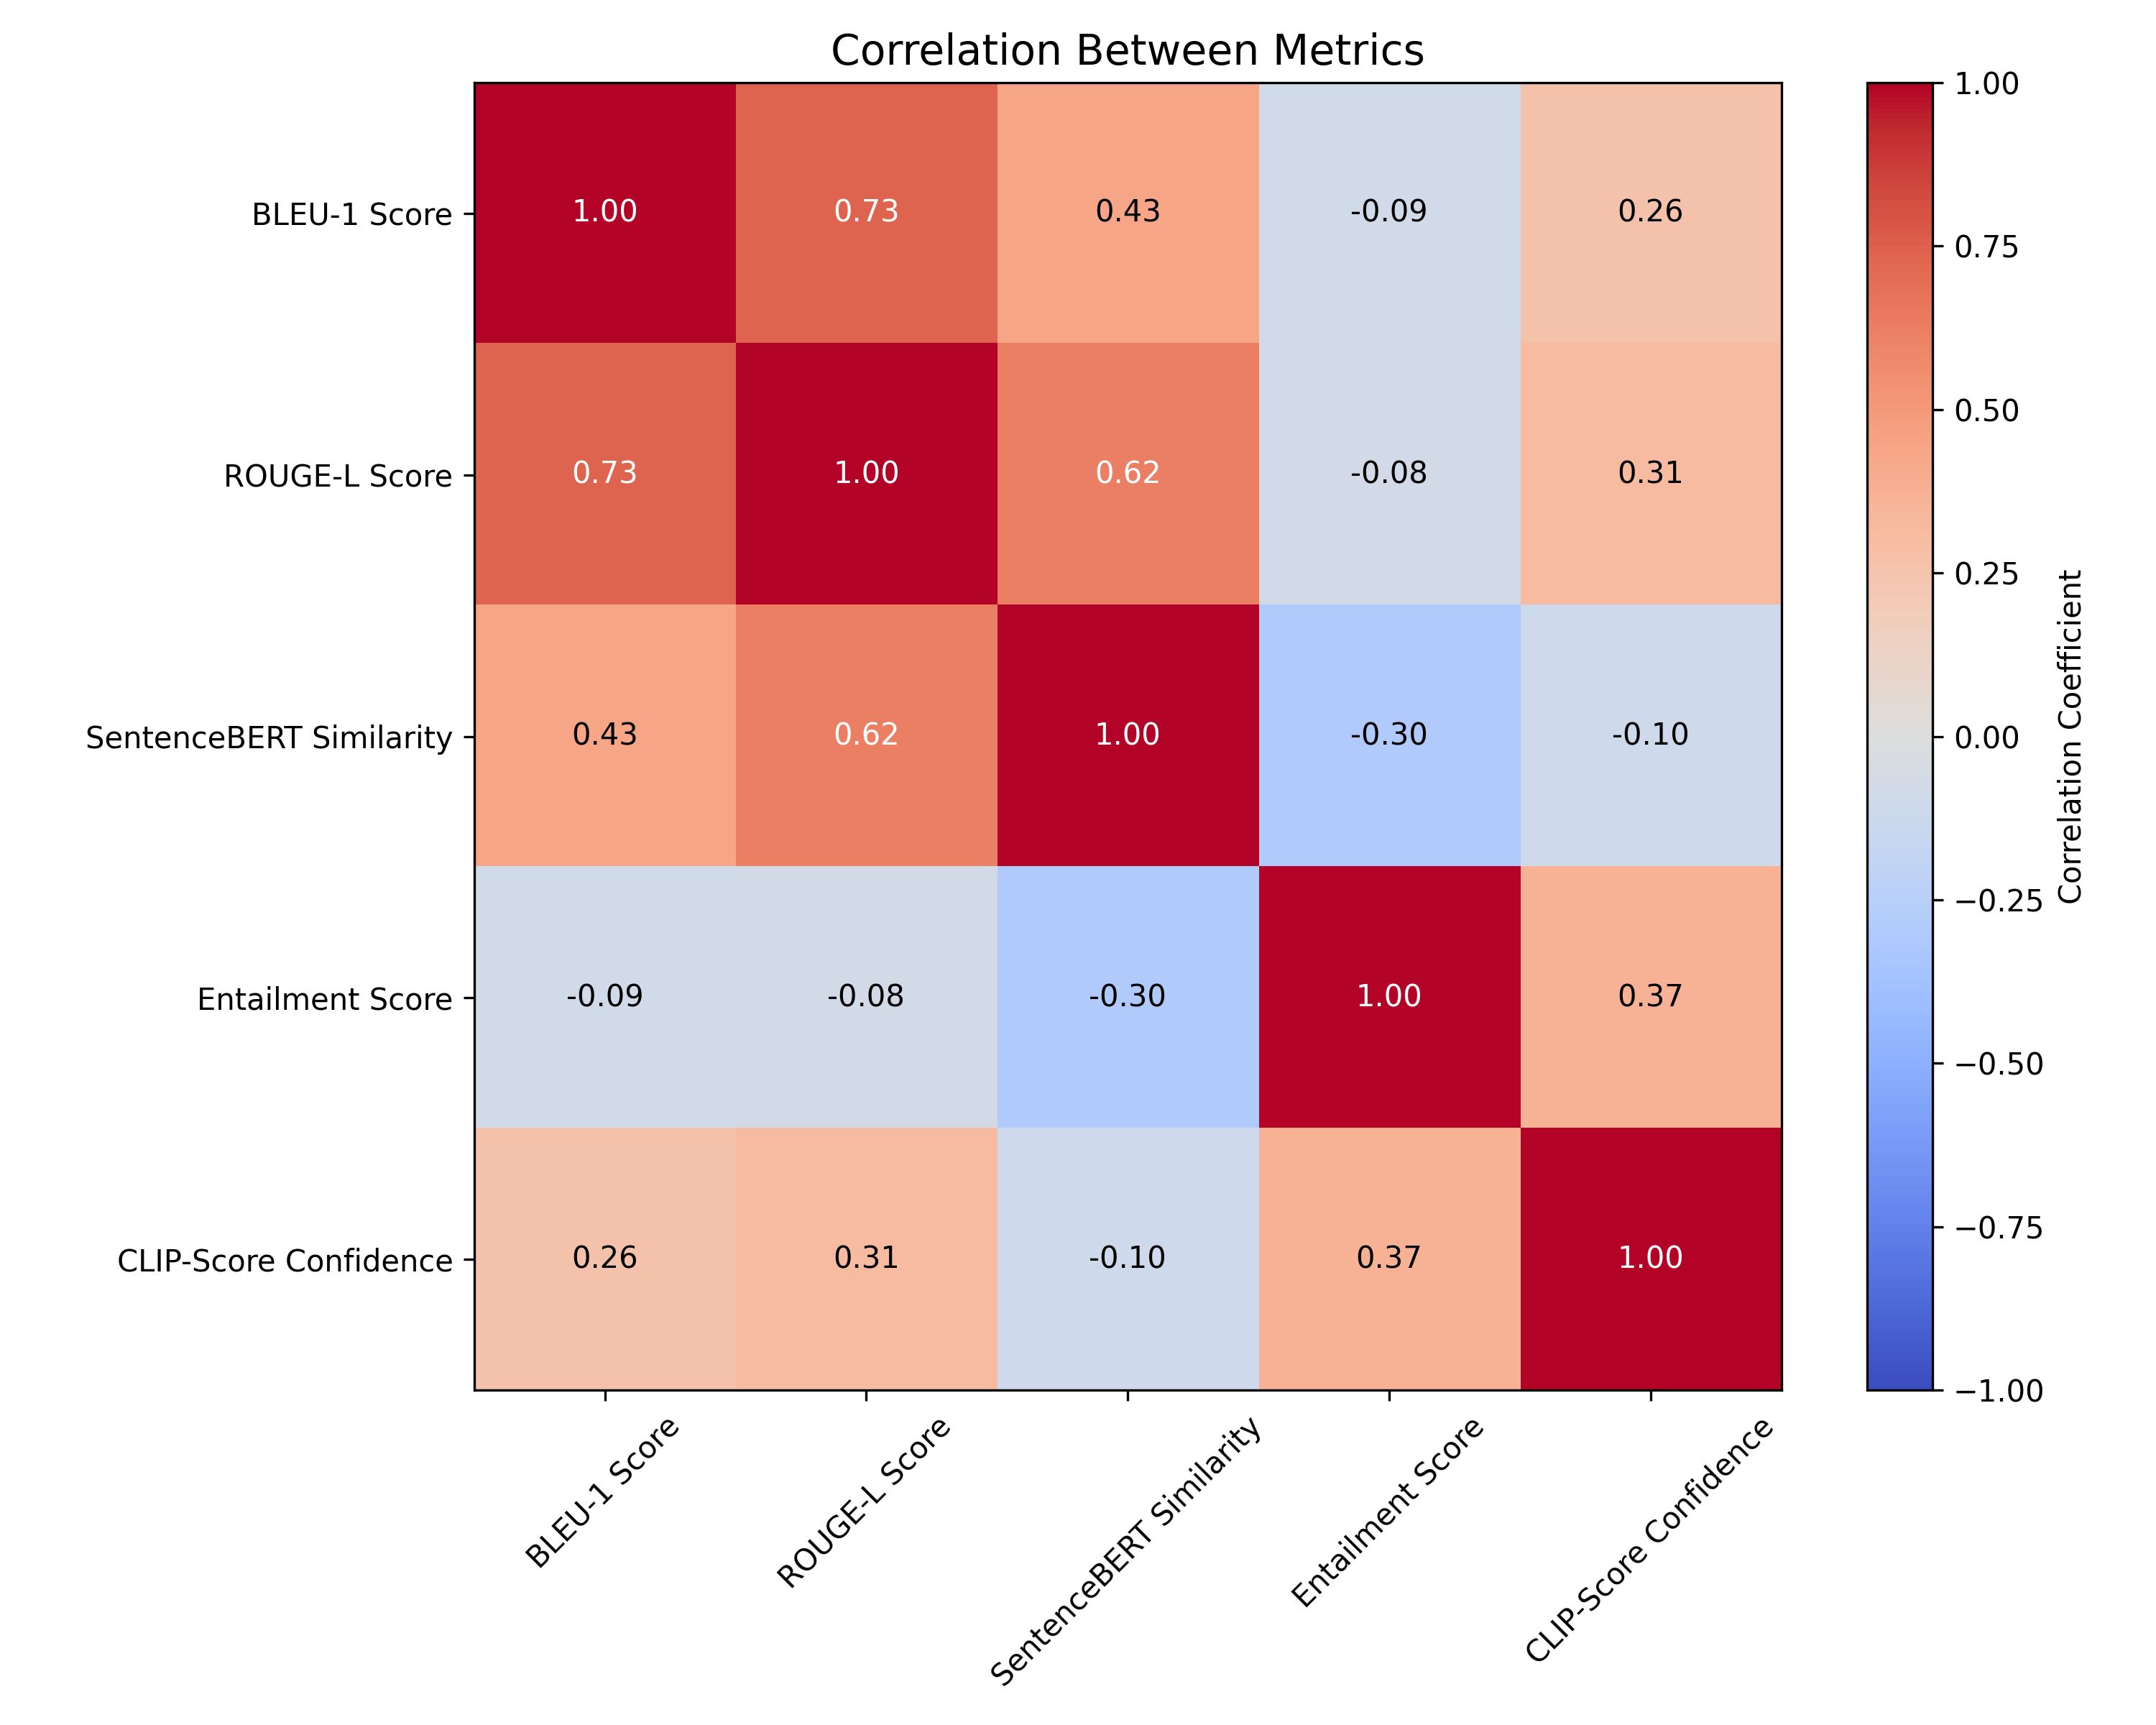 Correlation Between Metrics
BLEU-1 Score
1.00 0.73 0.43 -0.09 0.26
ROUGE-L Score
0.73 1.00 0.62 -0.08 0.31
SentenceBERT Similarity
0.43 0.62 1.00 -0.30 -0.10
Entailment Score
-0.09 -0.08 -0.30 1.00 0.37
CLIP-Score Confidence
0.26 0.31 -0.10 0.37 1.00
BLEU-1 Score
ROUGE-L Score
SentenceBERT Similarity
Entailment Score
CLIP-Score Confidence
1.00
0.75
0.50
0.25
0.00
−0.25
−0.50
−0.75
−1.00
Correlation Coefficient